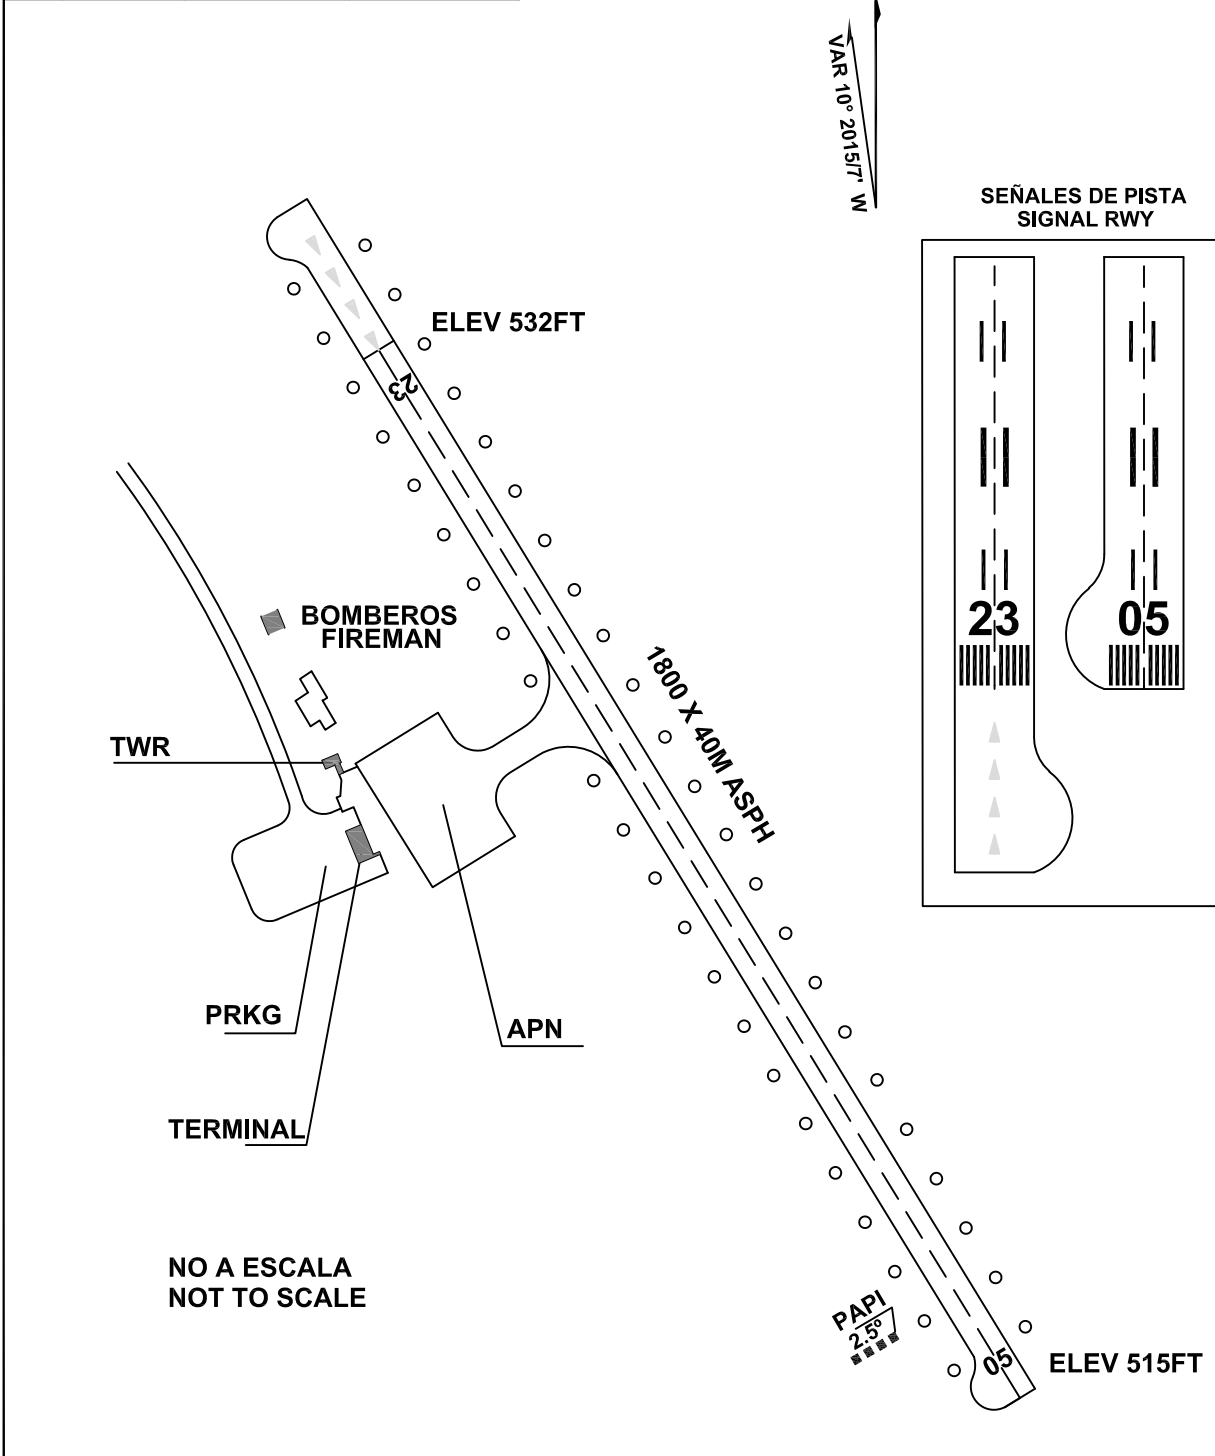 VAR 10° 2015/7' W
SEÑALES DE PISTA
SIGNAL RWY
ELEV 532FT
23
23
05
BOMBEROS
FIREMAN
1800 X 40M ASPH
TWR
PRKG
APN
TERMINAL
NO A ESCALA
NOT TO SCALE
PAPI
2.5°
05
ELEV 515FT